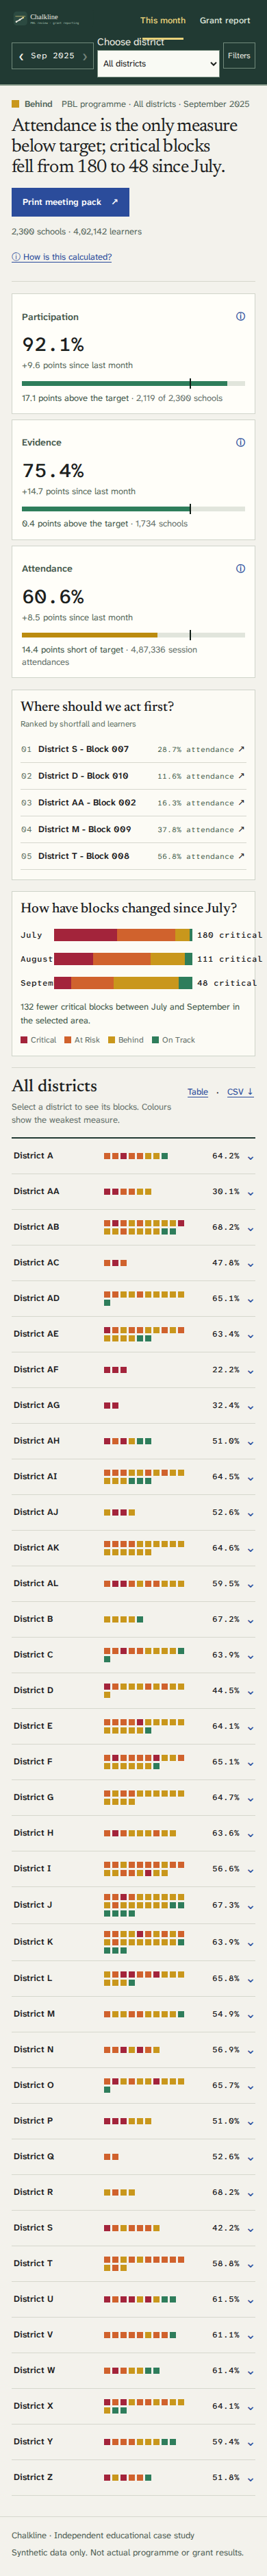 Chalkline
This month
Grant report
Choose district
‹ Sep 2025 ›
All districts
Filters
Behind PBL programme · All districts · September 2025
Attendance is the only measure
below target; critical blocks
fell from 180 to 48 since July.
Print meeting pack ↗
2,300 schools · 4,02,142 learners
ⓘ How is this calculated?
Participation ⓘ
92.1%
+9.6 points since last month
17.1 points above the target · 2,119 of 2,300 schools
Evidence ⓘ
75.4%
+14.7 points since last month
0.4 points above the target · 1,734 schools
Attendance ⓘ
60.6%
+8.5 points since last month
14.4 points short of target · 4,87,336 session
attendances
Where should we act first?
Ranked by shortfall and learners
01 District S - Block 007 28.7% attendance ↗
02 District D - Block 010 11.6% attendance ↗
03 District AA - Block 002 16.3% attendance ↗
04 District M - Block 009 37.8% attendance ↗
05 District T - Block 008 56.8% attendance ↗
How have blocks changed since July?
July 180 critical
August 111 critical
Septem 48 critical
132 fewer critical blocks between July and September in
the selected area.
Critical At Risk Behind On Track
All districts
Table · CSV ↓
Select a district to see its blocks. Colours
show the weakest measure.
District A 64.2%
District AA 30.1%
District AB 68.2%
District AC 47.8%
District AD 65.1%
District AE 63.4%
District AF 22.2%
District AG 32.4%
District AH 51.0%
District AI 64.5%
District AJ 52.6%
District AK 64.6%
District AL 59.5%
District B 67.2%
District C 63.9%
District D 44.5%
District E 64.1%
District F 65.1%
District G 64.7%
District H 63.6%
District I 56.6%
District J 67.3%
District K 63.9%
District L 65.8%
District M 54.9%
District N 56.9%
District O 65.7%
District P 51.0%
District Q 52.6%
District R 68.2%
District S 42.2%
District T 58.8%
District U 61.5%
District V 61.1%
District W 61.4%
District X 64.1%
District Y 59.4%
District Z 51.8%
Chalkline · Independent educational case study
Synthetic data only. Not actual programme or grant results.